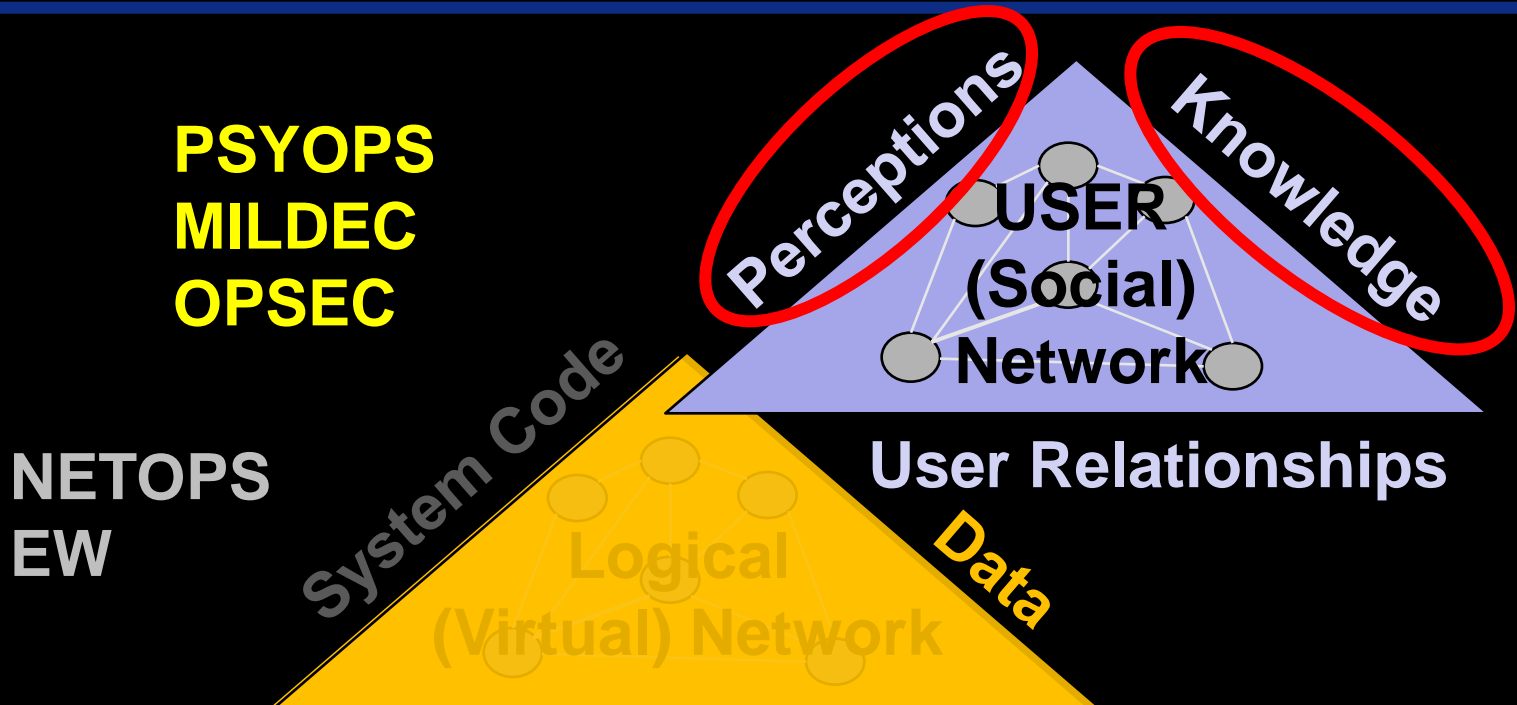 PSYOPS
MILDEC
OPSEC
NETOPS
EW
Perceptions
Knowledge
USER
(Social)
Network
User Relationships
System Code
Data
Logical
(Virtual) Network